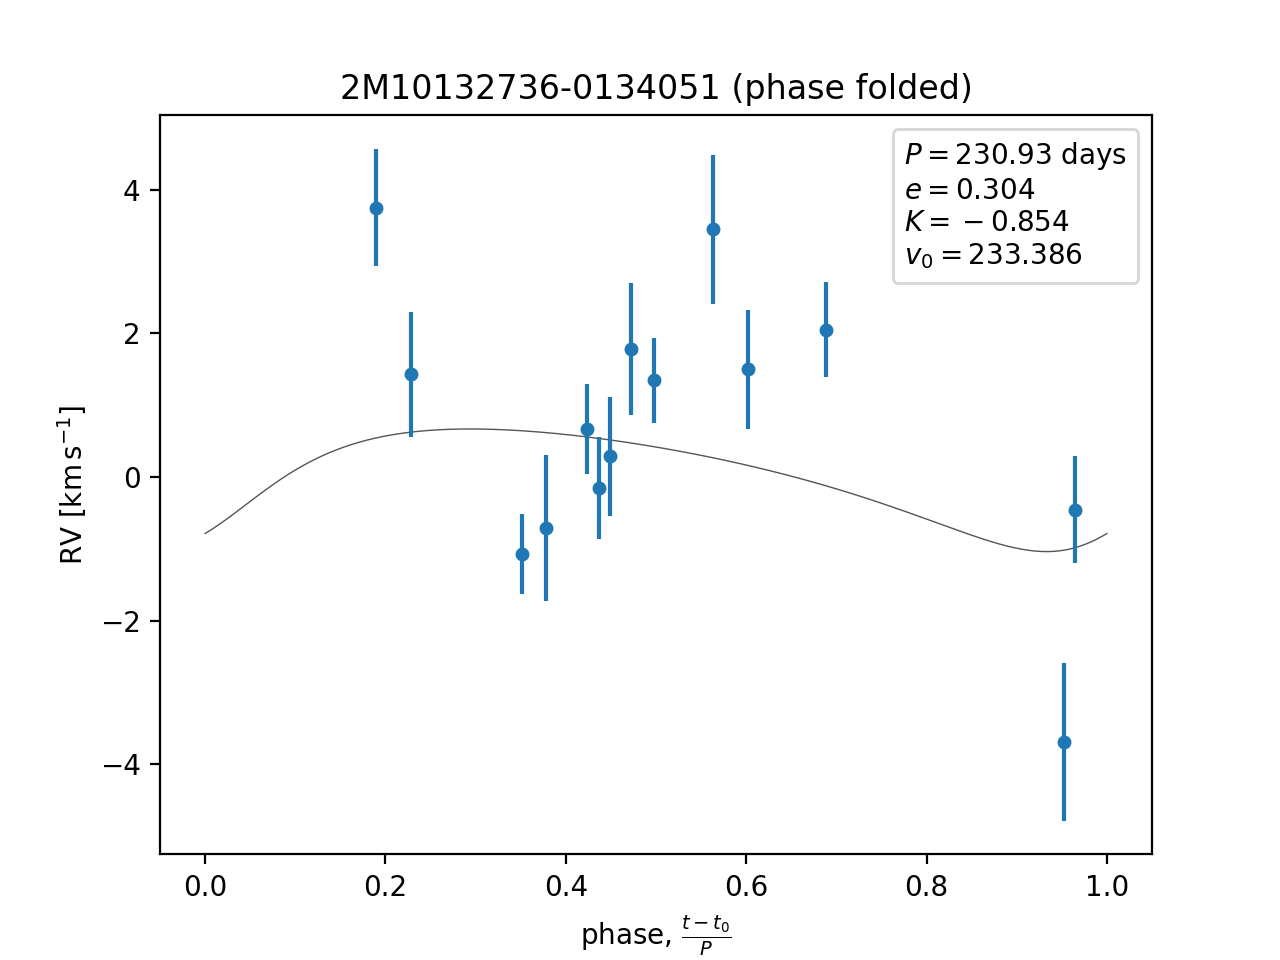 2M10132736-0134051 (phase folded)
P = 230.93 days
e = 0.304
K = −0.854
v₀ = 233.386
4
2
0
−2
−4
RV [km s⁻¹]
0.0 0.2 0.4 0.6 0.8 1.0
phase, (t − t₀)/P